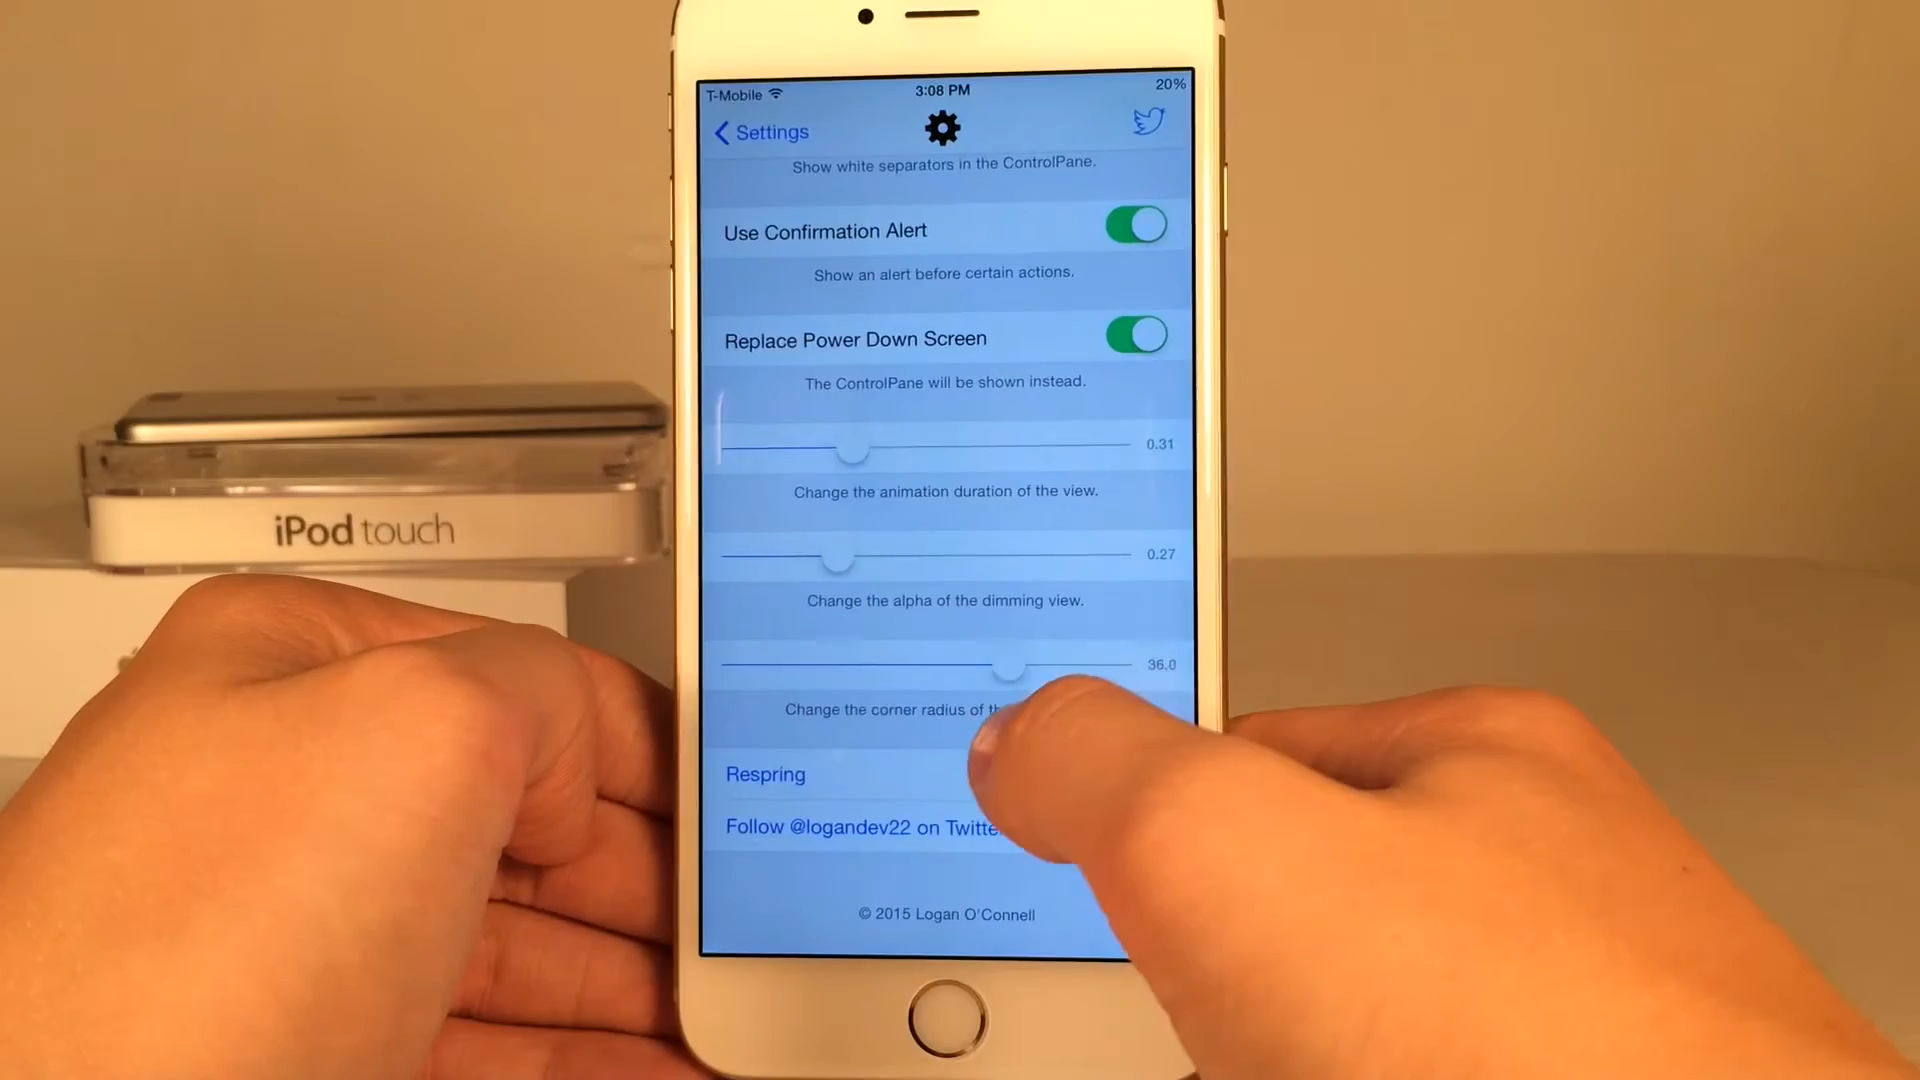 T-Mobile
3:08 PM
20%
Settings
Show white separators in the ControlPane.
Use Confirmation Alert
Show an alert before certain actions.
Replace Power Down Screen
The ControlPane will be shown instead.
0.31
Change the animation duration of the view.
0.27
Change the alpha of the dimming view.
36.0
Change the corner radius of
Respring
Follow @logandev22 on
© 2015 Logan O'Connell
iPod touch